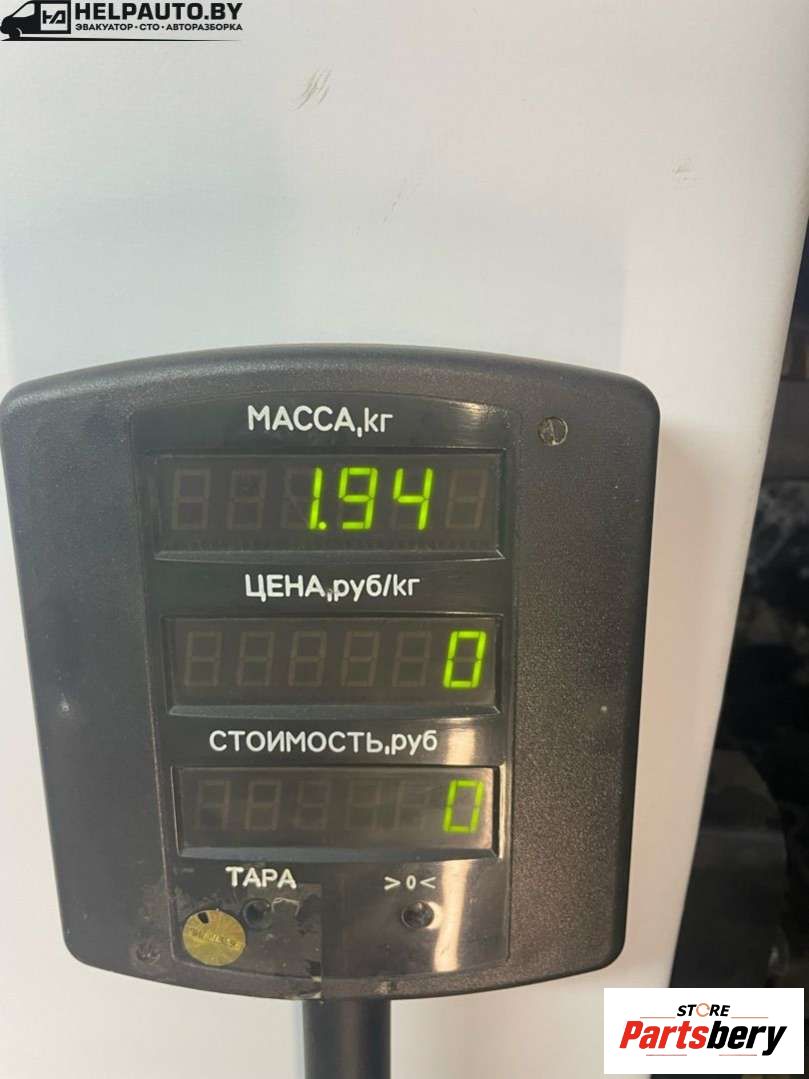 HELPAUTO.BY
ЭВАКУАТОР•СТО•АВТОРАЗБОРКА
МАССА,кг
1.94
ЦЕНА,руб/кг
0
СТОИМОСТЬ,руб
0
ТАРА >0<
STORE
Partsbery